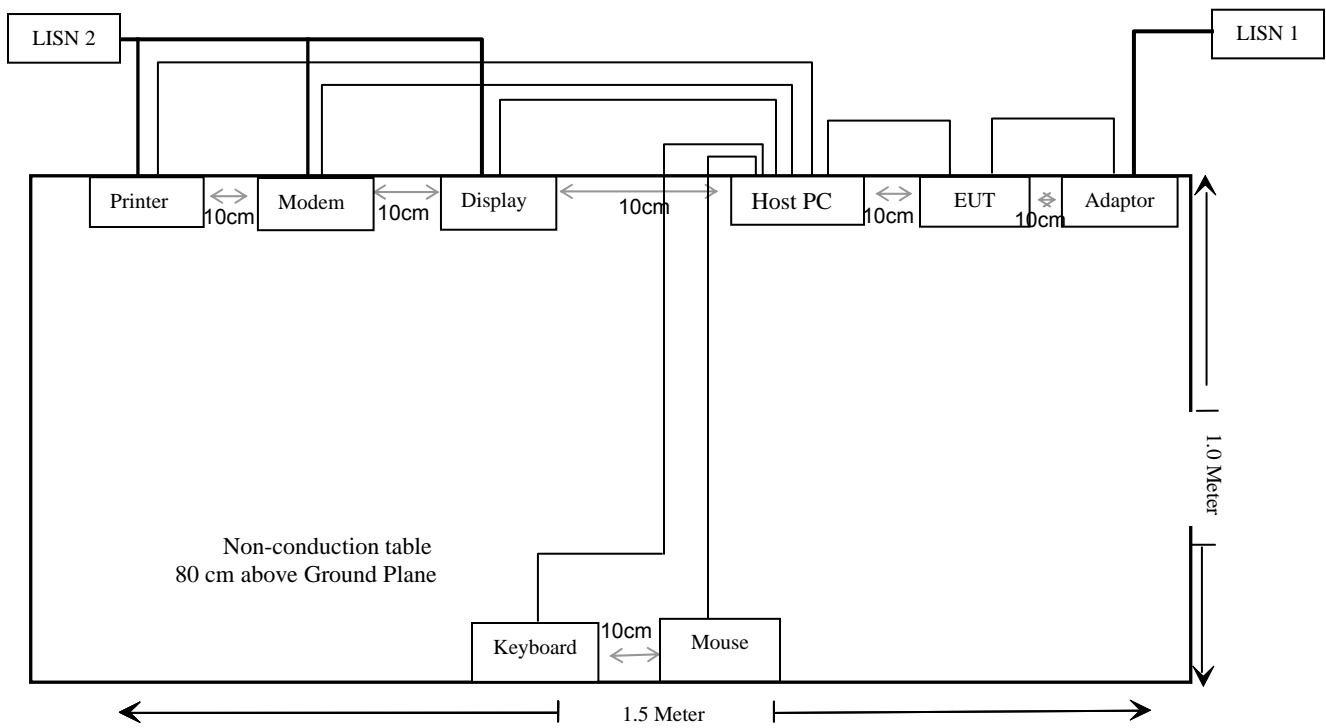 LISN 2
LISN 1
Printer
10cm
Modem
10cm
Display
10cm
Host PC
10cm
EUT
10cm
Adaptor
1.0 Meter
Non-conduction table
80 cm above Ground Plane
Keyboard
10cm
Mouse
1.5 Meter